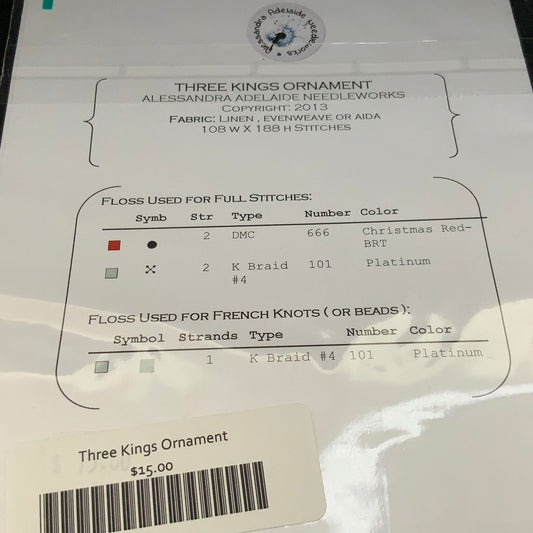 Alessandra Adelaide Needleworks
THREE KINGS ORNAMENT
ALESSANDRA ADELAIDE NEEDLEWORKS
COPYRIGHT: 2013
FABRIC: LINEN , EVENWEAVE OR AIDA
108 W X 188 H STITCHES
FLOSS USED FOR FULL STITCHES:
Symb Str Type Number Color
2 DMC 666 Christmas Red-
BRT
2 K Braid 101 Platinum
#4
FLOSS USED FOR FRENCH KNOTS ( OR BEADS ):
Symbol Strands Type Number Color
1 K Braid #4 101 Platinum
Three Kings Ornament
$15.00